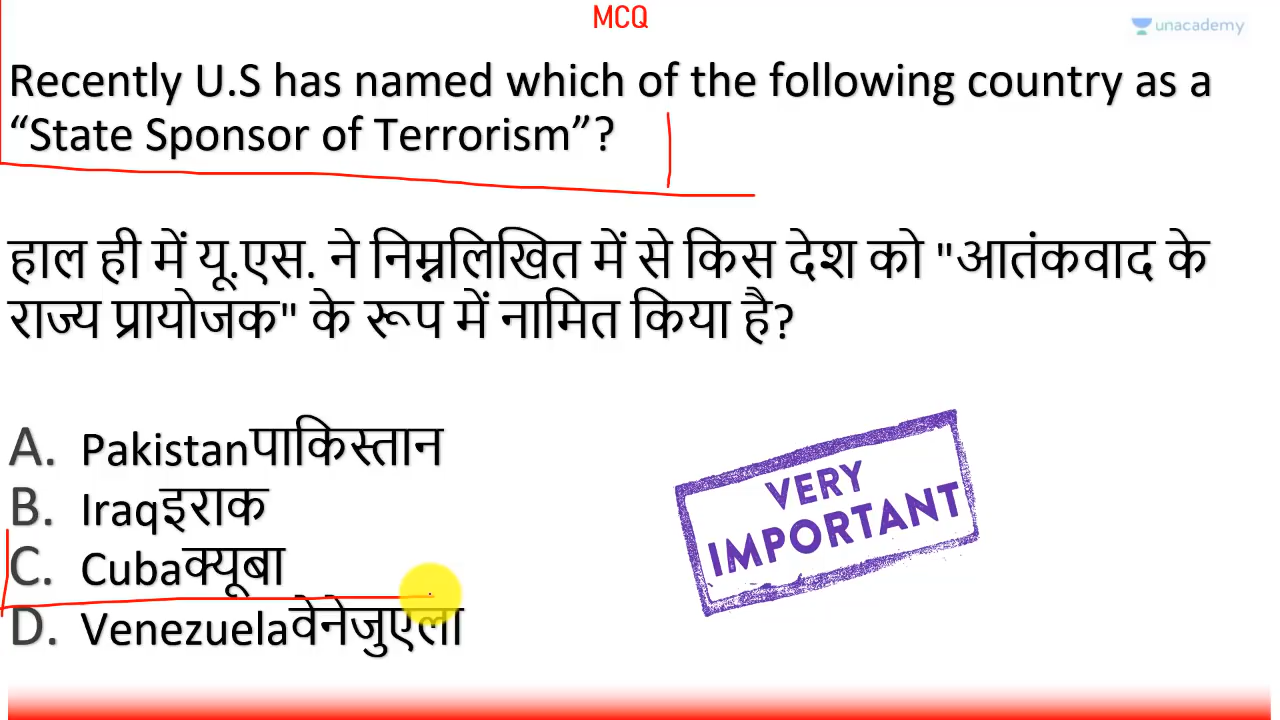 MCQ
unacademy
Recently U.S has named which of the following country as a
“State Sponsor of Terrorism”?
हाल ही में यू.एस. ने निम्नलिखित में से किस देश को "आतंकवाद के
राज्य प्रायोजक" के रूप में नामित किया है?
A. Pakistanपाकिस्तान
B. Iraqइराक
C. Cubaक्यूबा
D. Venezuelaवेनेजुएला
VERY
IMPORTANT